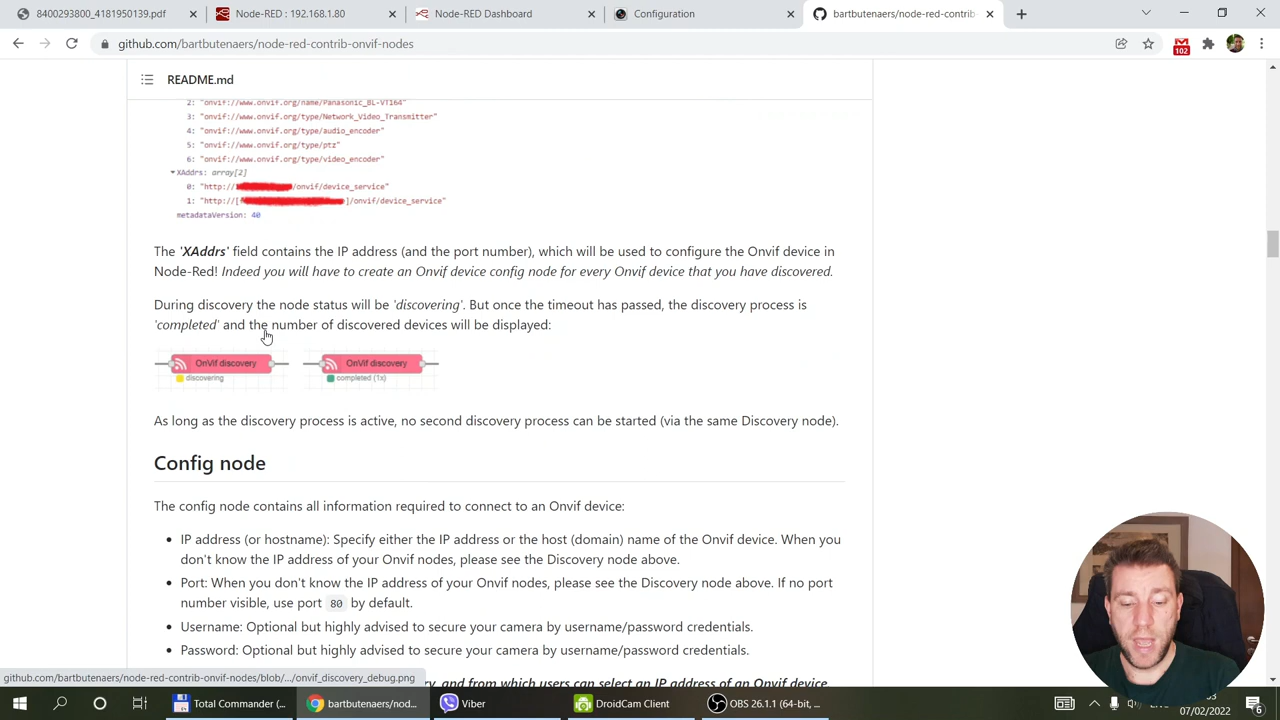 8400293800_4181950139.pdf
Node-RED : 192.168.1.80
Node-RED Dashboard
Configuration
bartbutenaers/node-red-contrib-
github.com/bartbutenaers/node-red-contrib-onvif-nodes
102
README.md
2: "onvif://www.onvif.org/name/Panasonic_BL-VT164"
3: "onvif://www.onvif.org/type/Network_Video_Transmitter"
4: "onvif://www.onvif.org/type/audio_encoder"
5: "onvif://www.onvif.org/type/ptz"
6: "onvif://www.onvif.org/type/video_encoder"
XAddrs: array[2]
0: "http:// /onvif/device_service"
1: "http://[ ]/onvif/device_service"
metadataVersion: 40
The 'XAddrs' field contains the IP address (and the port number), which will be used to configure the Onvif device in
Node-Red! Indeed you will have to create an Onvif device config node for every Onvif device that you have discovered.
During discovery the node status will be 'discovering'. But once the timeout has passed, the discovery process is
'completed' and the number of discovered devices will be displayed:
OnVif discovery
discovering
OnVif discovery
completed (1x)
As long as the discovery process is active, no second discovery process can be started (via the same Discovery node).
Config node
The config node contains all information required to connect to an Onvif device:
• IP address (or hostname): Specify either the IP address or the host (domain) name of the Onvif device. When you
don't know the IP address of your Onvif nodes, please see the Discovery node above.
• Port: When you don't know the IP address of your Onvif nodes, please see the Discovery node above. If no port
number visible, use port 80 by default.
• Username: Optional but highly advised to secure your camera by username/password credentials.
• Password: Optional but highly advised to secure your camera by username/password credentials.
github.com/bartbutenaers/node-red-contrib-onvif-nodes/blob/.../onvif_discovery_debug.png
ry, and from which users can select an IP address of an Onvif device
Total Commander (...
bartbutenaers/nod...
Viber
DroidCam Client
OBS 26.1.1 (64-bit, ...
07/02/2022
6